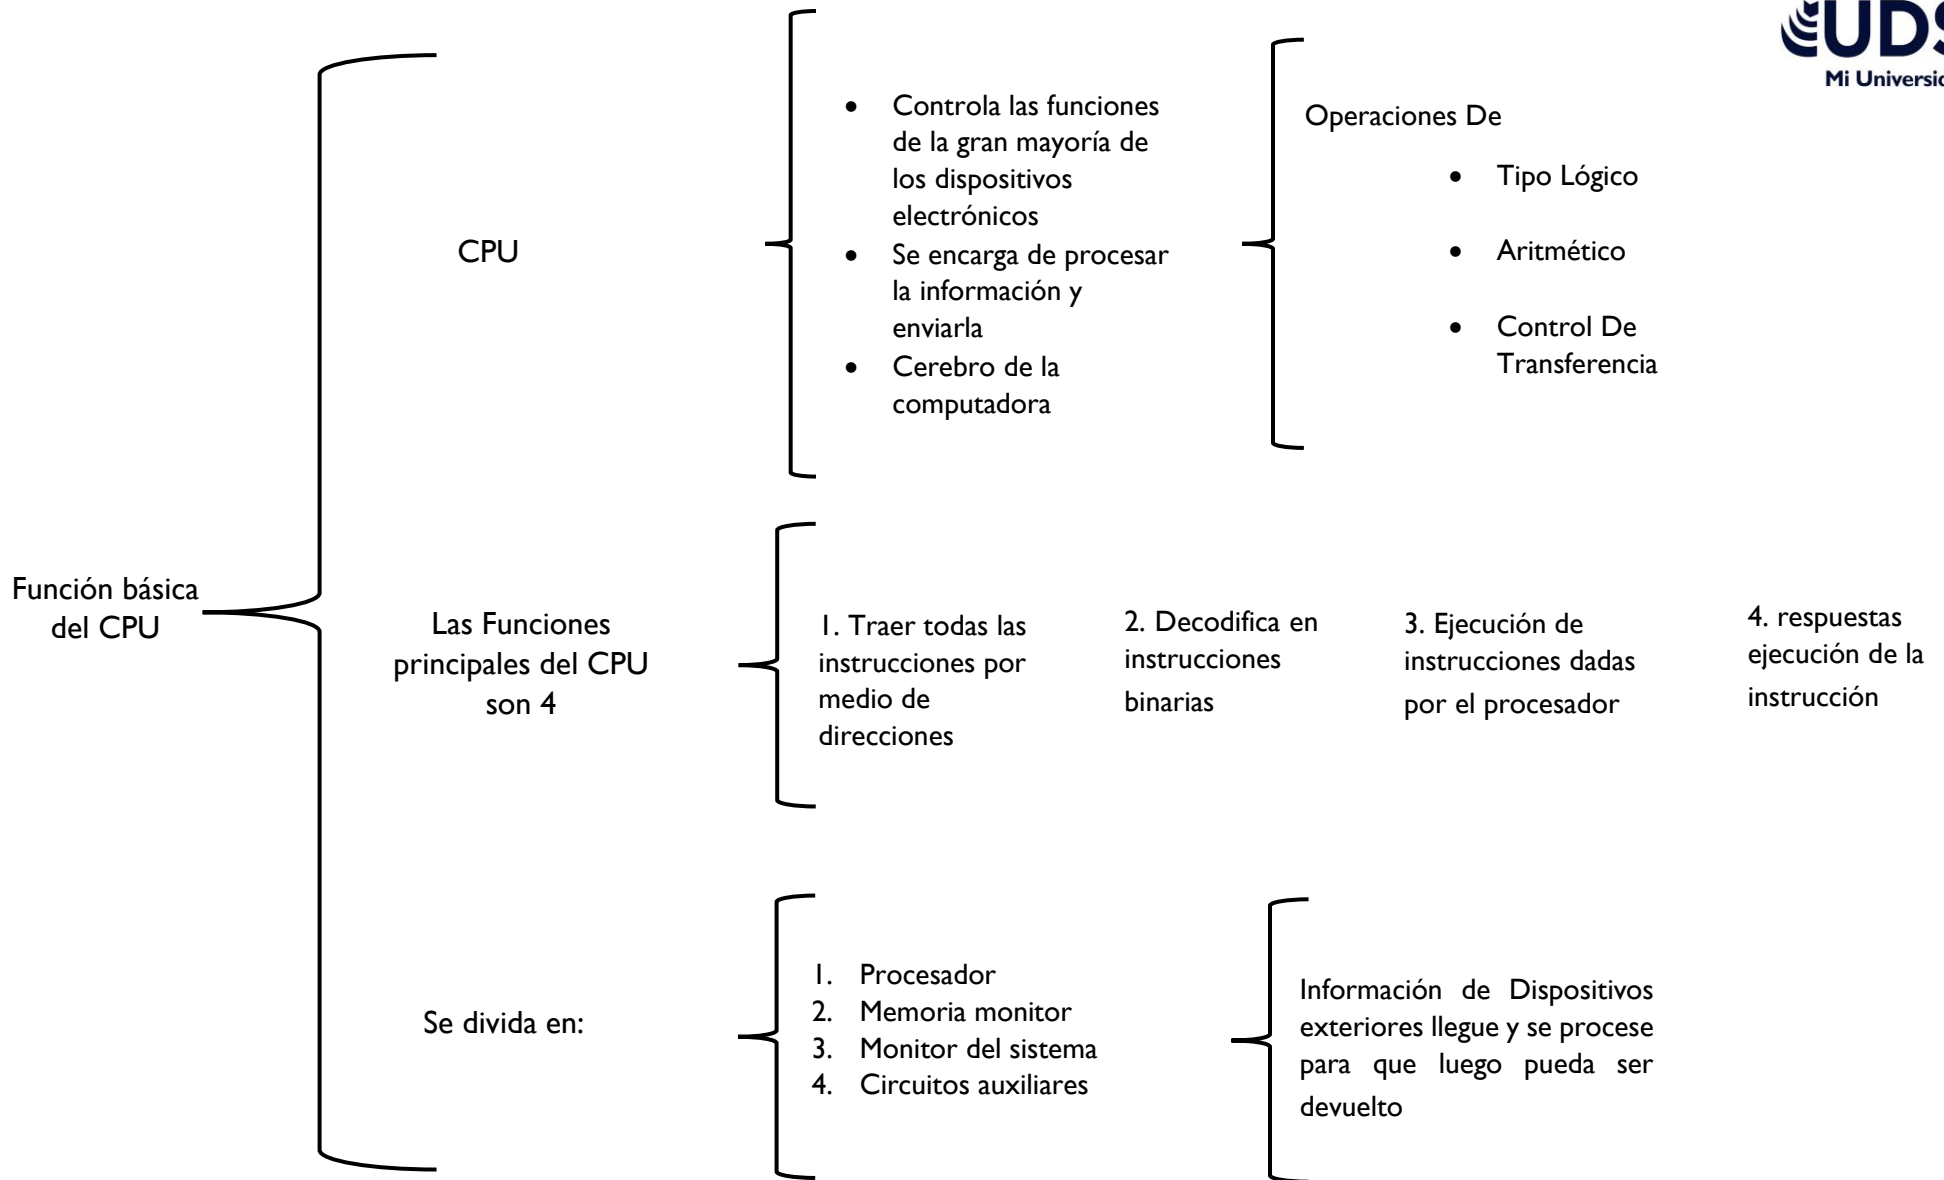 UDS
Mi Universid
Controla las funciones
de la gran mayoría de
los dispositivos
electrónicos
Se encarga de procesar
la información y
enviarla
Cerebro de la
computadora
Operaciones De
Tipo Lógico
Aritmético
Control De
Transferencia
CPU
Función básica
del CPU
Las Funciones
principales del CPU
son 4
1. Traer todas las
instrucciones por
medio de
direcciones
2. Decodifica en
instrucciones
binarias
3. Ejecución de
instrucciones dadas
por el procesador
4. respuestas
ejecución de la
instrucción
Se divida en:
1. Procesador
2. Memoria monitor
3. Monitor del sistema
4. Circuitos auxiliares
Información de Dispositivos
exteriores llegue y se procese
para que luego pueda ser
devuelto